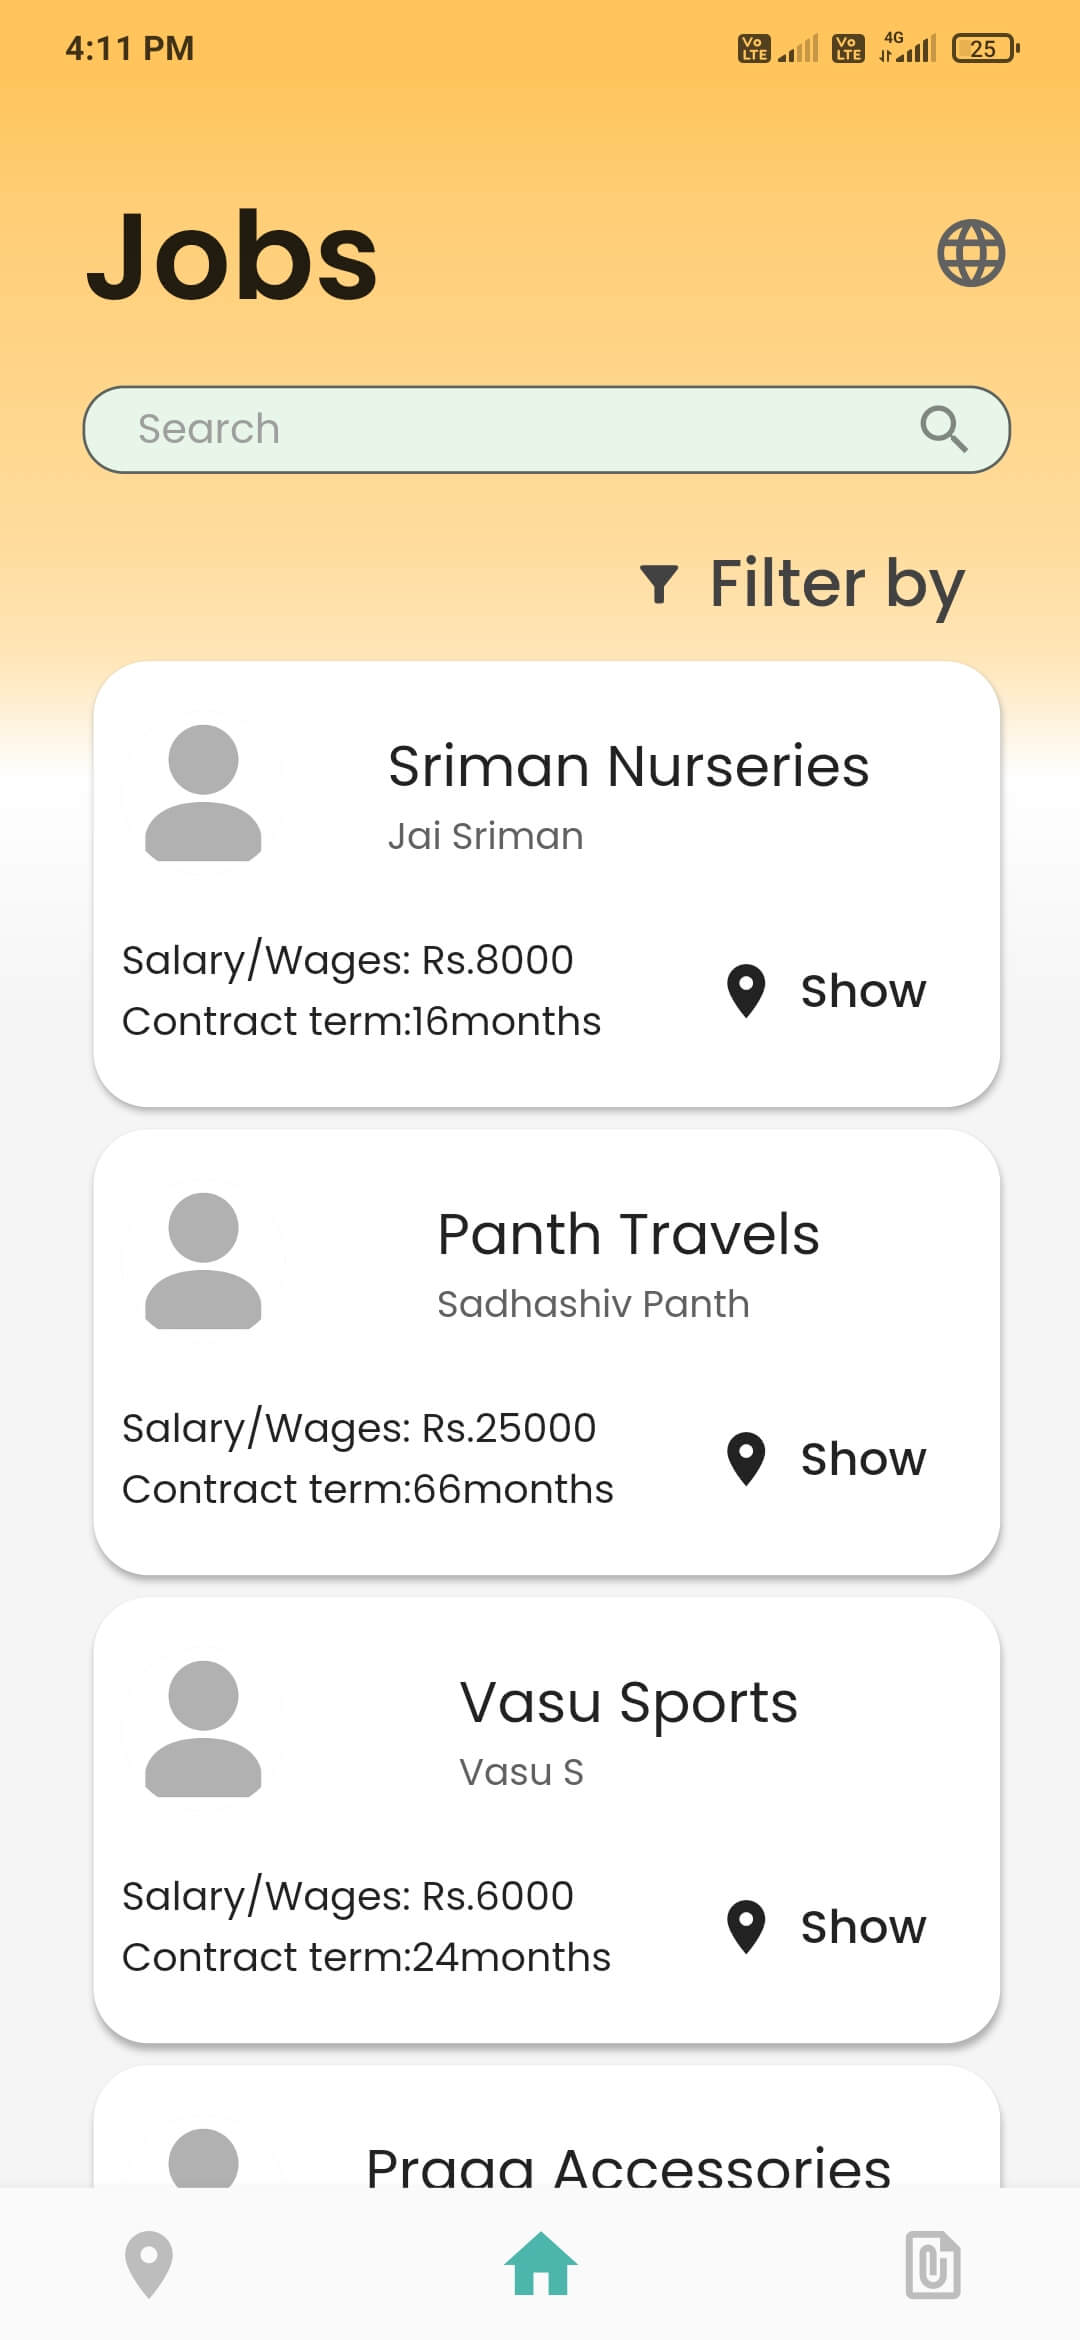 4:11 PM
Vo LTE Vo LTE 4G 25
Jobs
Search
Filter by
Sriman Nurseries
Jai Sriman
Salary/Wages: Rs.8000
Contract term:16months
Show
Panth Travels
Sadhashiv Panth
Salary/Wages: Rs.25000
Contract term:66months
Show
Vasu Sports
Vasu S
Salary/Wages: Rs.6000
Contract term:24months
Show
Praga Accessories